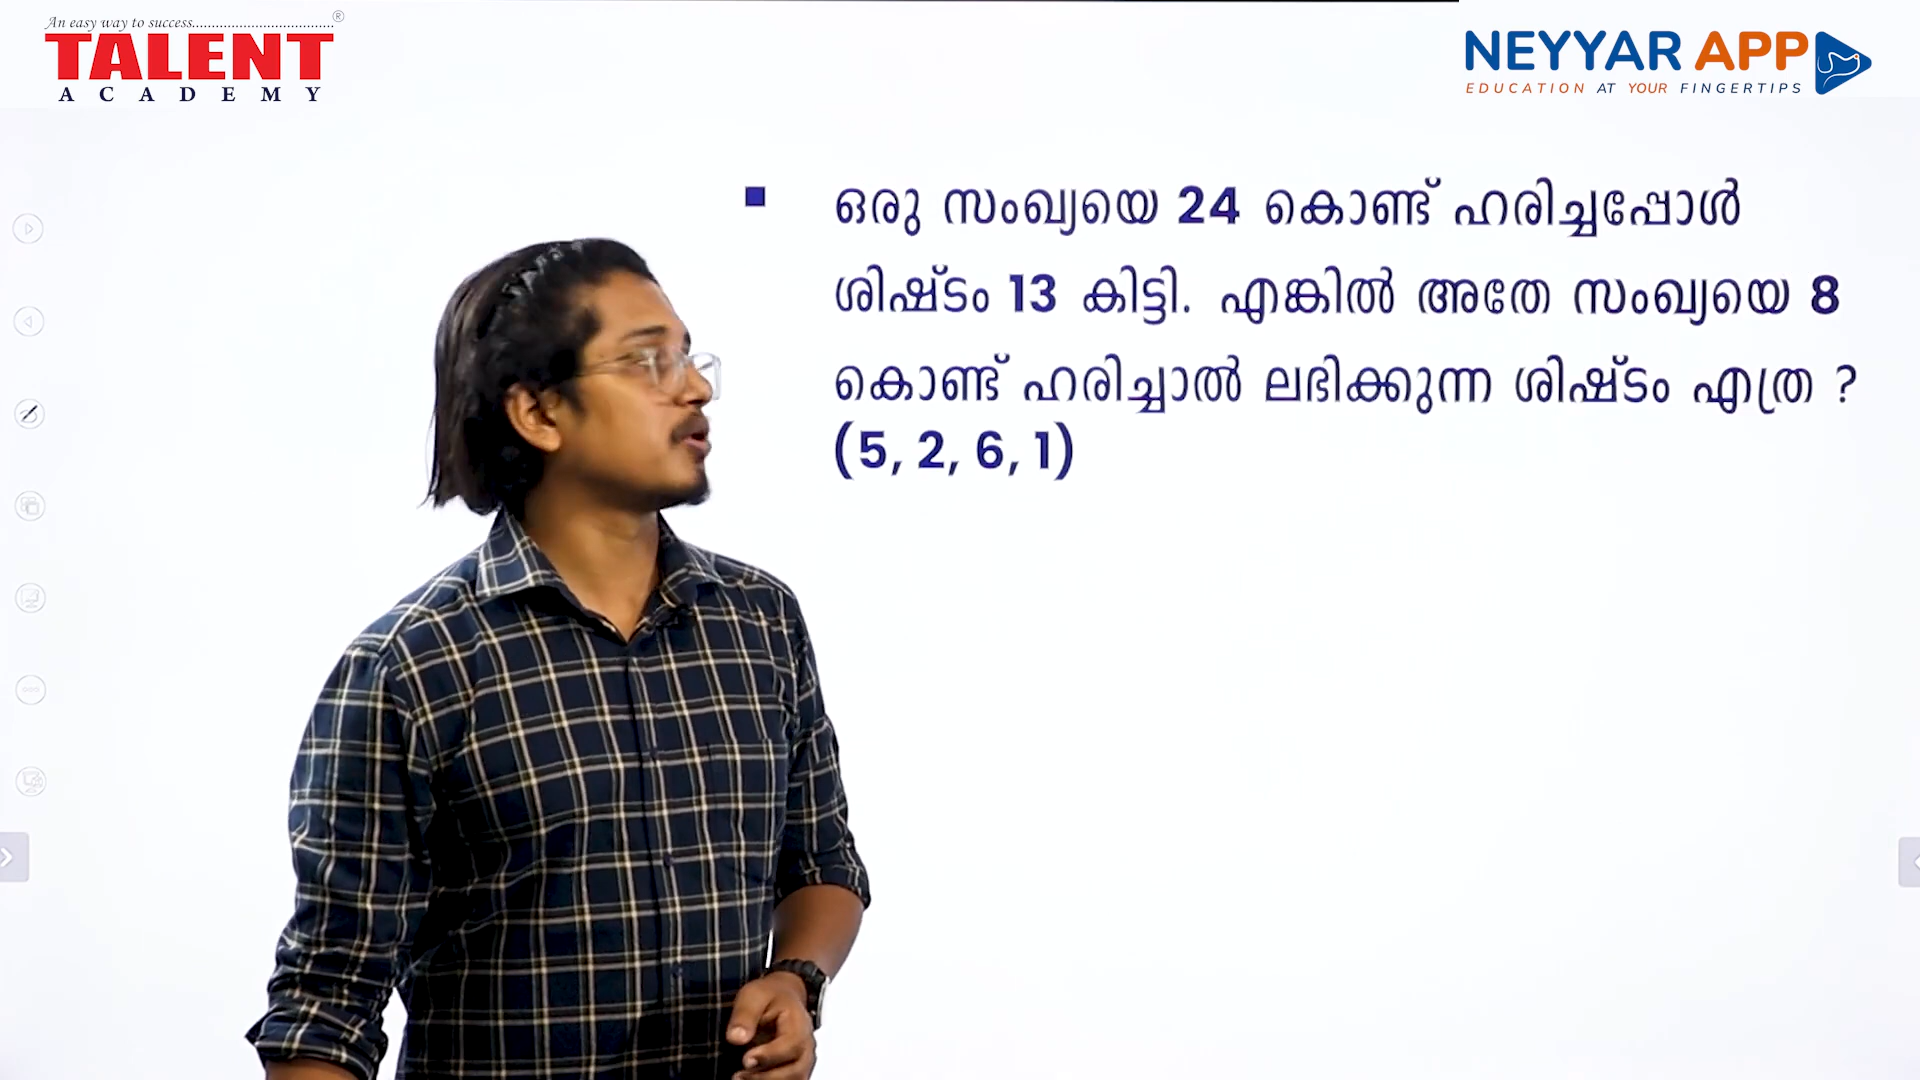 An easy way to success....................................®
TALENT
ACADEMY
NEYYAR APP
EDUCATION AT YOUR FINGERTIPS
▪ ഒരു സംഖ്യയെ 24 കൊണ്ട് ഹരിച്ചപ്പോൾ
ശിഷ്ടം 13 കിട്ടി. എങ്കിൽ അതേ സംഖ്യയെ 8
കൊണ്ട് ഹരിച്ചാൽ ലഭിക്കുന്ന ശിഷ്ടം എത്ര ?
(5, 2, 6, 1)